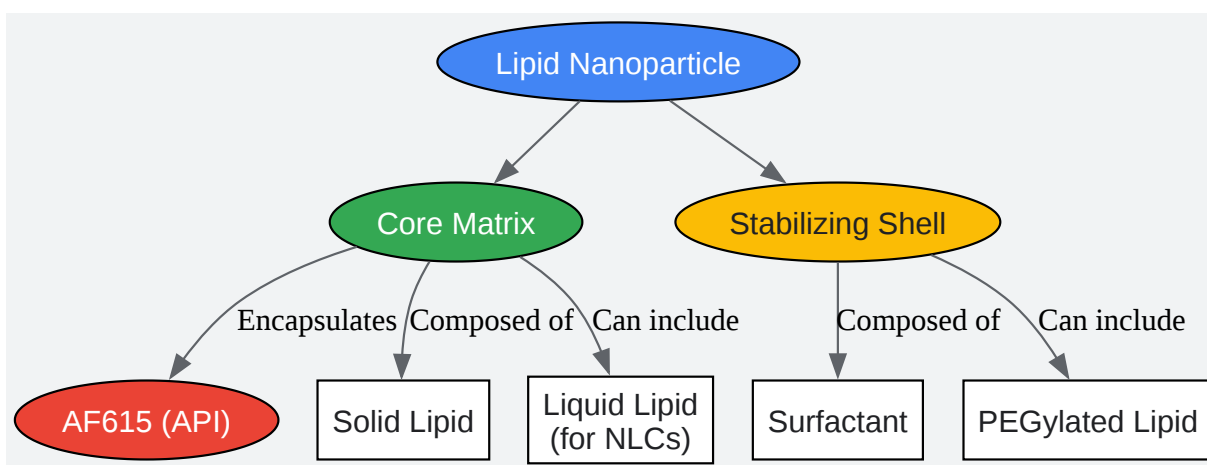 Lipid Nanoparticle
Core Matrix
Stabilizing Shell
Encapsulates
Composed of
Can include
Composed of
Can include
AF615 (API)
Solid Lipid
Liquid Lipid
(for NLCs)
Surfactant
PEGylated Lipid